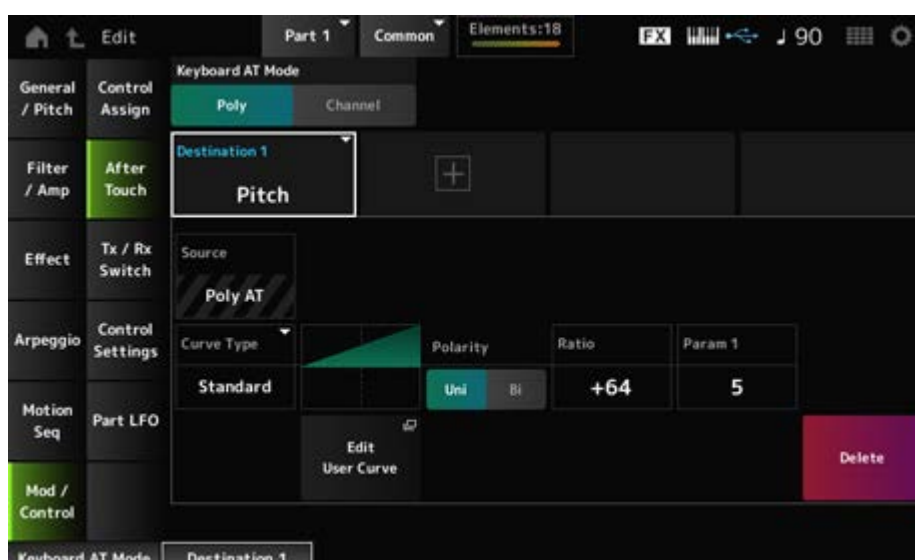 Edit
Part 1
Common
Elements:18
FX
90
General
/ Pitch
Control
Assign
Keyboard AT Mode
Poly
Channel
Filter
/ Amp
After
Touch
Destination 1
Pitch
Effect
Tx / Rx
Switch
Source
Poly AT
Arpeggio
Control
Settings
Curve Type
Polarity
Ratio
Param 1
Standard
Uni
Bi
+64
5
Motion
Seq
Part LFO
Edit
User Curve
Delete
Mod /
Control
Keyboard AT Mode
Destination 1